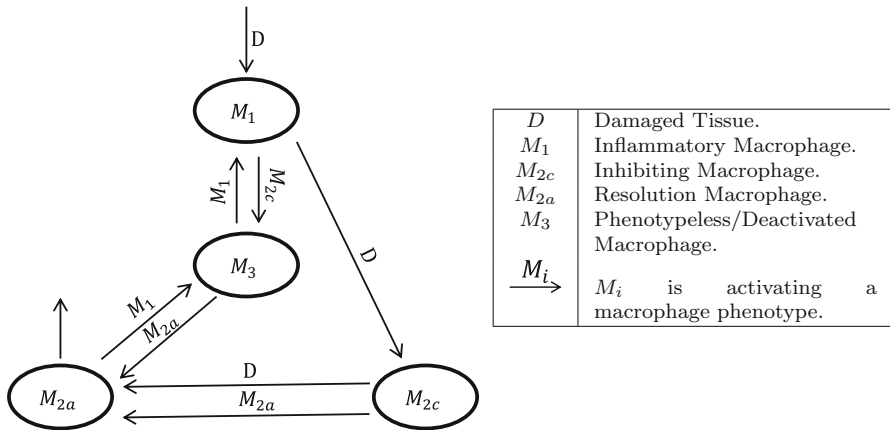 D
M₁
M₁
M₂c
D
M₃
M₁
M₂a
D
M₂a
M₂a
M₂c
D Damaged Tissue.
M₁ Inflammatory Macrophage.
M₂c Inhibiting Macrophage.
M₂a Resolution Macrophage.
M₃ Phenotypeless/Deactivated
Macrophage.
Mᵢ
Mᵢ is activating a
macrophage phenotype.